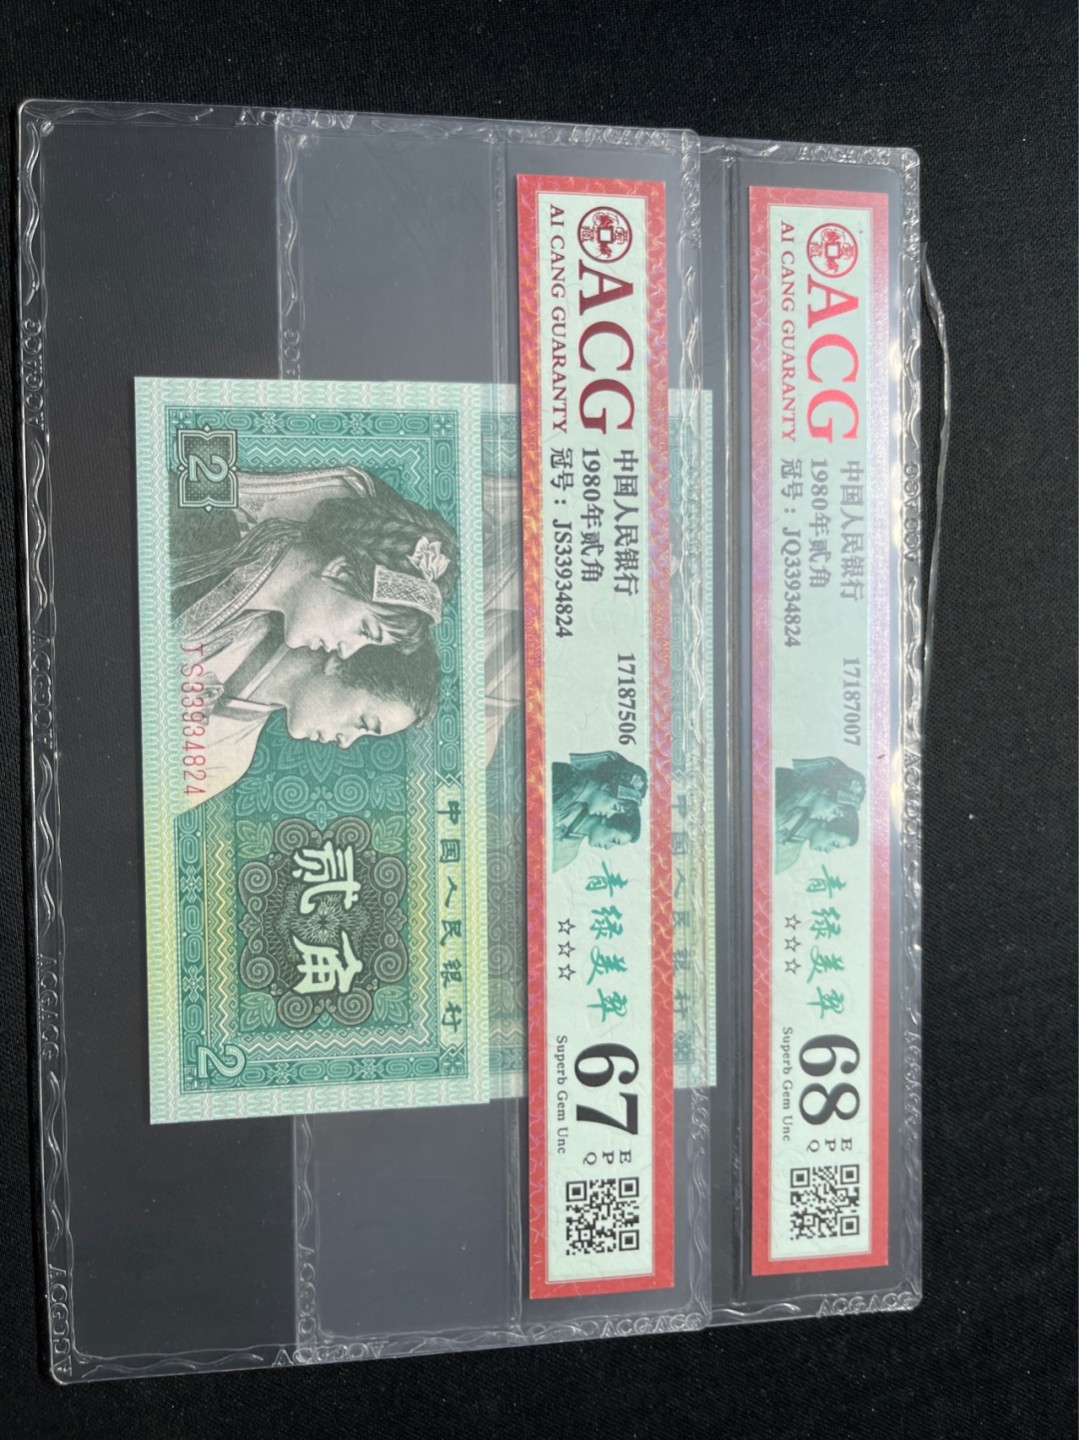 ACG
AI CANG GUARANTY
中国人民银行 17187007
1980年贰角
冠号：JQ33934824
青绿美翠
☆☆☆
68
EPQ
Superb Gem Unc
ACG
AI CANG GUARANTY
中国人民银行 17187506
1980年贰角
冠号：JS33934824
青绿美翠
☆☆☆
67
EPQ
Superb Gem Unc
中国人民银行
贰角
2
2
JS33934824